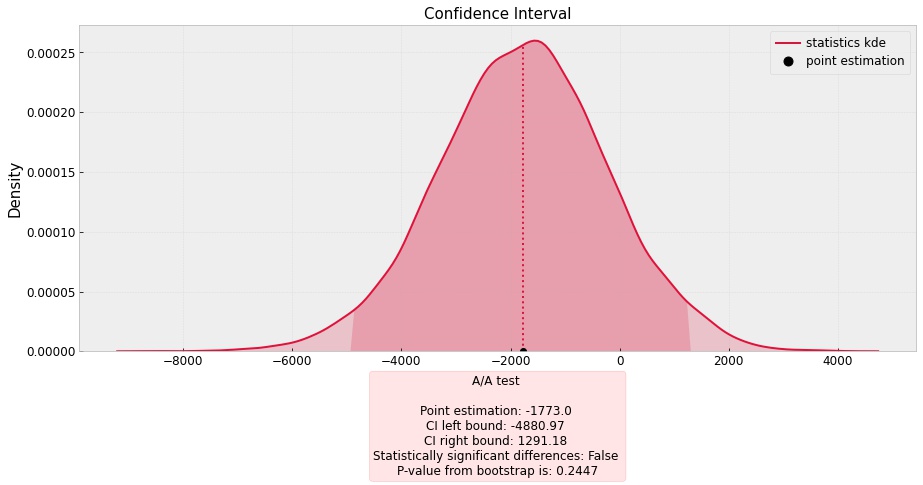 Confidence Interval
statistics kde
point estimation
Density
0.00025
0.00020
0.00015
0.00010
0.00005
0.00000
−8000 −6000 −4000 −2000 0 2000 4000
A/A test
Point estimation: -1773.0
CI left bound: -4880.97
CI right bound: 1291.18
Statistically significant differences: False
P-value from bootstrap is: 0.2447